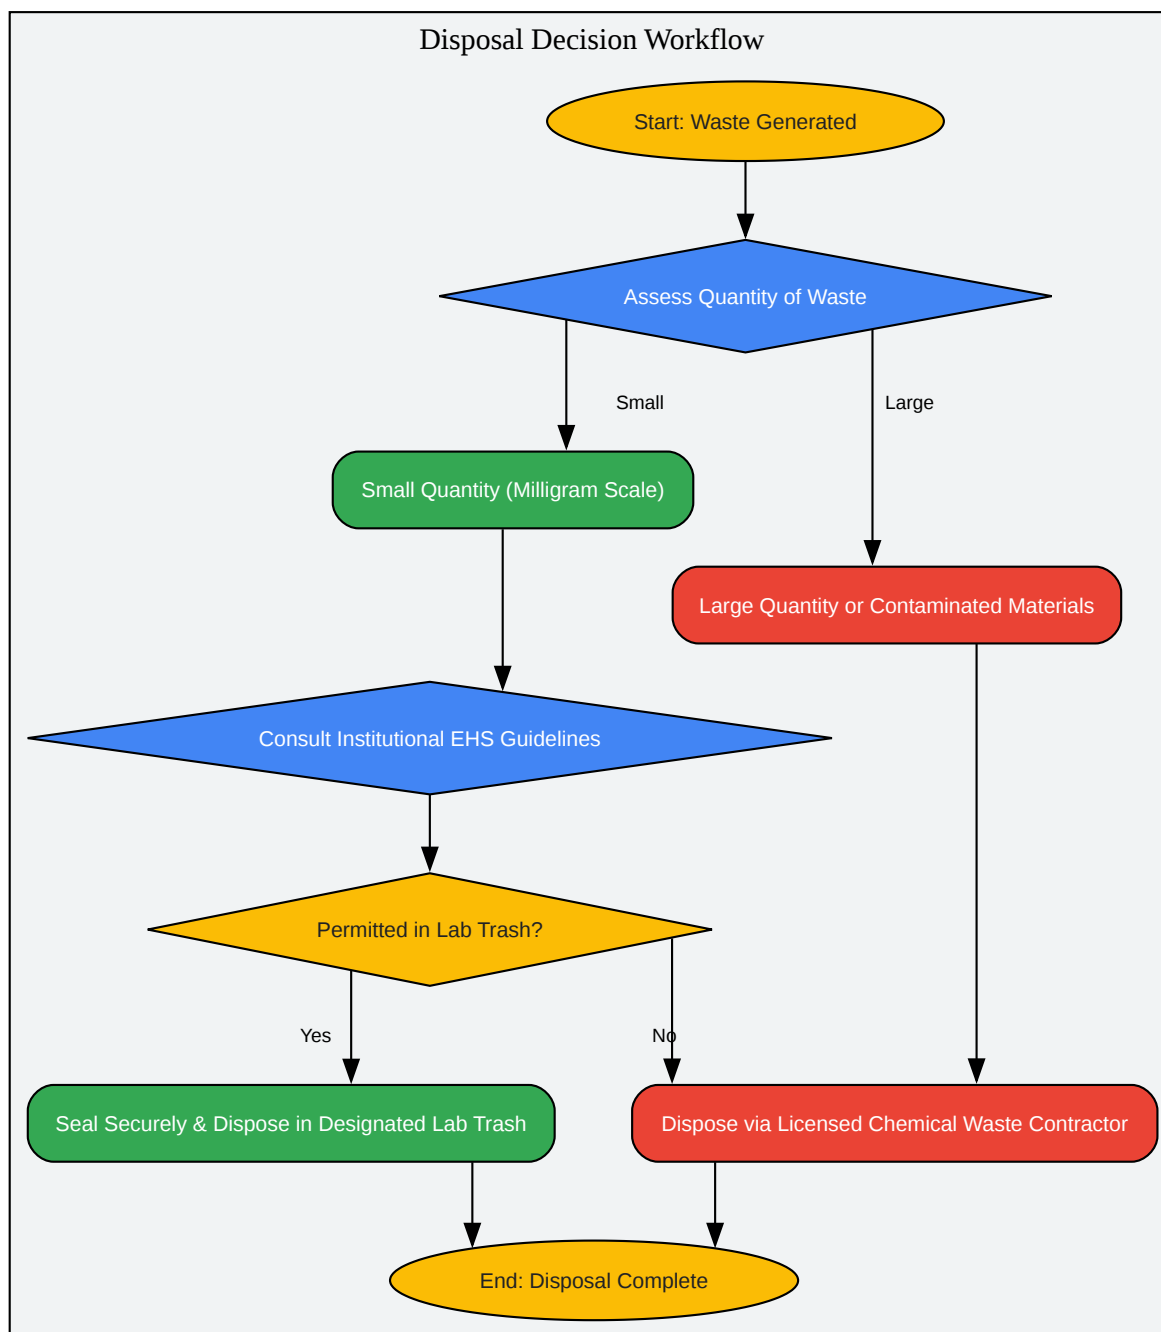 Disposal Decision Workflow
Start: Waste Generated
Assess Quantity of Waste
Small
Large
Small Quantity (Milligram Scale)
Large Quantity or Contaminated Materials
Consult Institutional EHS Guidelines
Permitted in Lab Trash?
Yes
No
Seal Securely & Dispose in Designated Lab Trash
Dispose via Licensed Chemical Waste Contractor
End: Disposal Complete